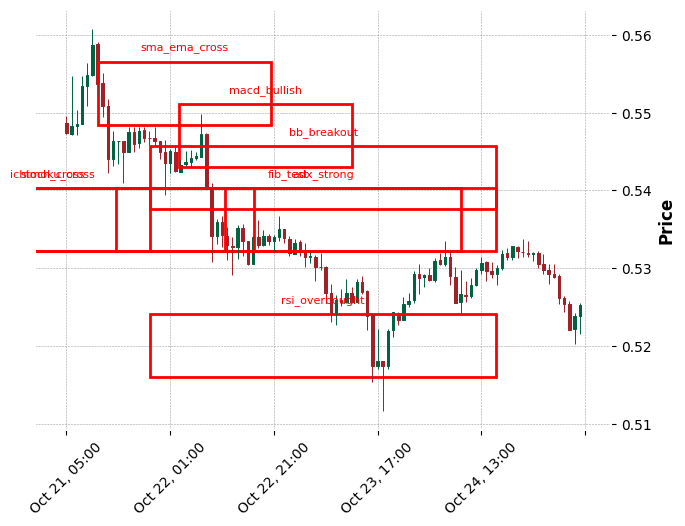 sma_ema_cross
macd_bullish
bb_breakout
stoch_cross
fib_test
adx_strong
rsi_overbought
0.56
0.55
0.54
0.53
0.52
0.51
Price
Oct 21, 05:00
Oct 22, 01:00
Oct 22, 21:00
Oct 23, 17:00
Oct 24, 13:00